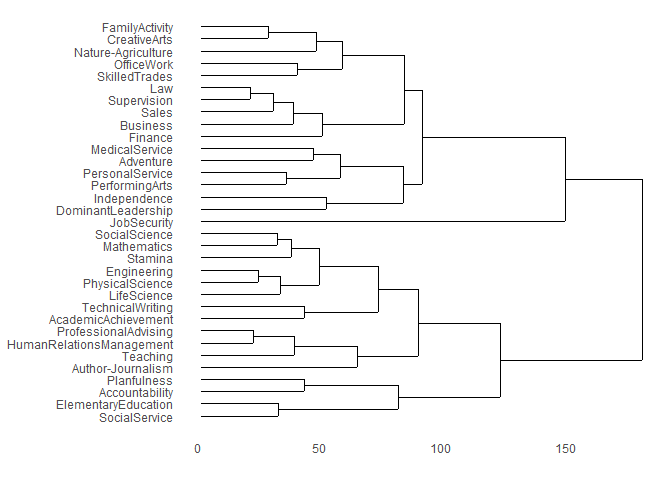 FamilyActivity
CreativeArts
Nature-Agriculture
OfficeWork
SkilledTrades
Law
Supervision
Sales
Business
Finance
MedicalService
Adventure
PersonalService
PerformingArts
Independence
DominantLeadership
JobSecurity
SocialScience
Mathematics
Stamina
Engineering
PhysicalScience
LifeScience
TechnicalWriting
AcademicAchievement
ProfessionalAdvising
HumanRelationsManagement
Teaching
Author-Journalism
Planfulness
Accountability
ElementaryEducation
SocialService
0 50 100 150